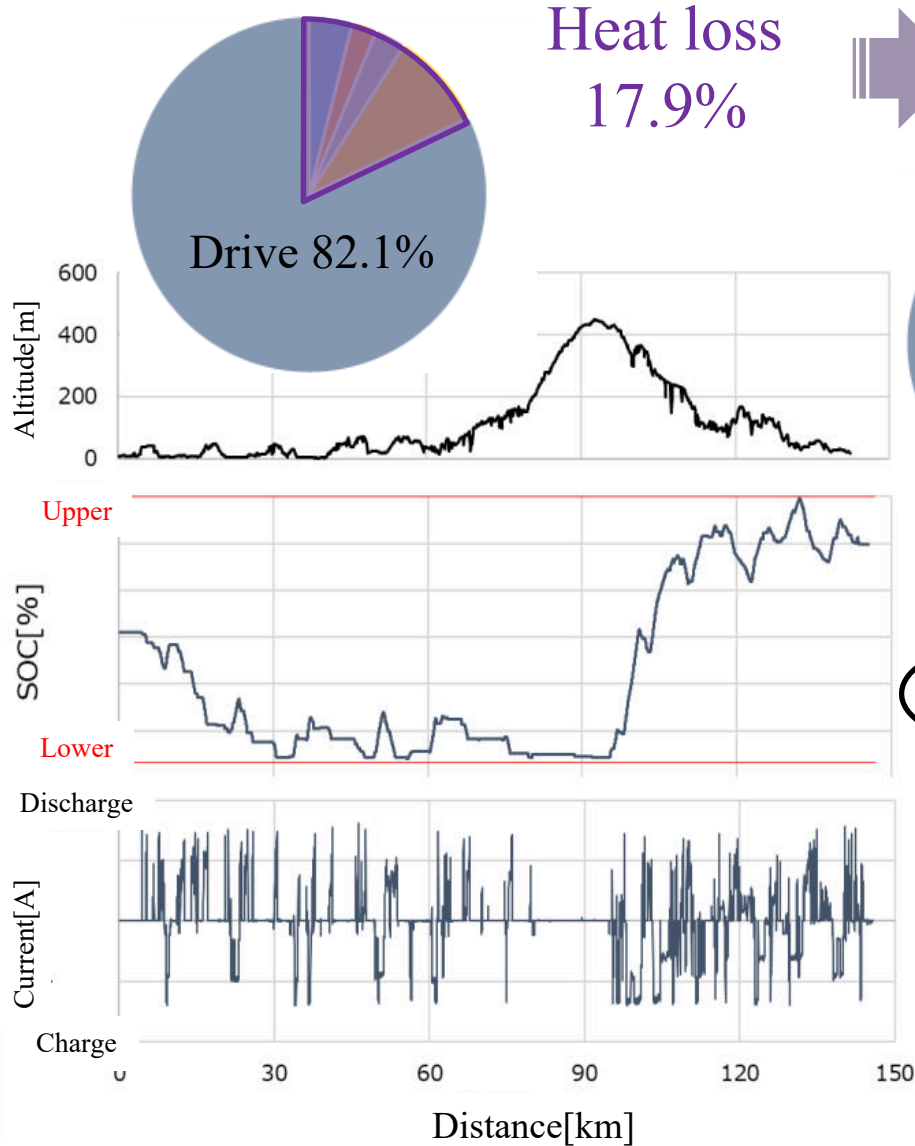 Heat loss
17.9%
Drive 82.1%
Altitude[m]
600
400
200
0
Upper
SOC[%]
Lower
Discharge
Current[A]
Charge
0
30
60
90
120
150
Distance[km]